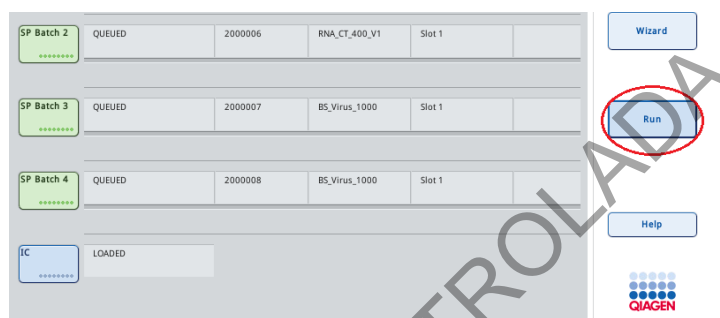 SP Batch 2 QUEUED 2000006 RNA_CT_400_V1 Slot 1
Wizard
SP Batch 3 QUEUED 2000007 BS_Virus_1000 Slot 1
Run
SP Batch 4 QUEUED 2000008 BS_Virus_1000 Slot 1
Help
IC LOADED
QIAGEN
TROLADA